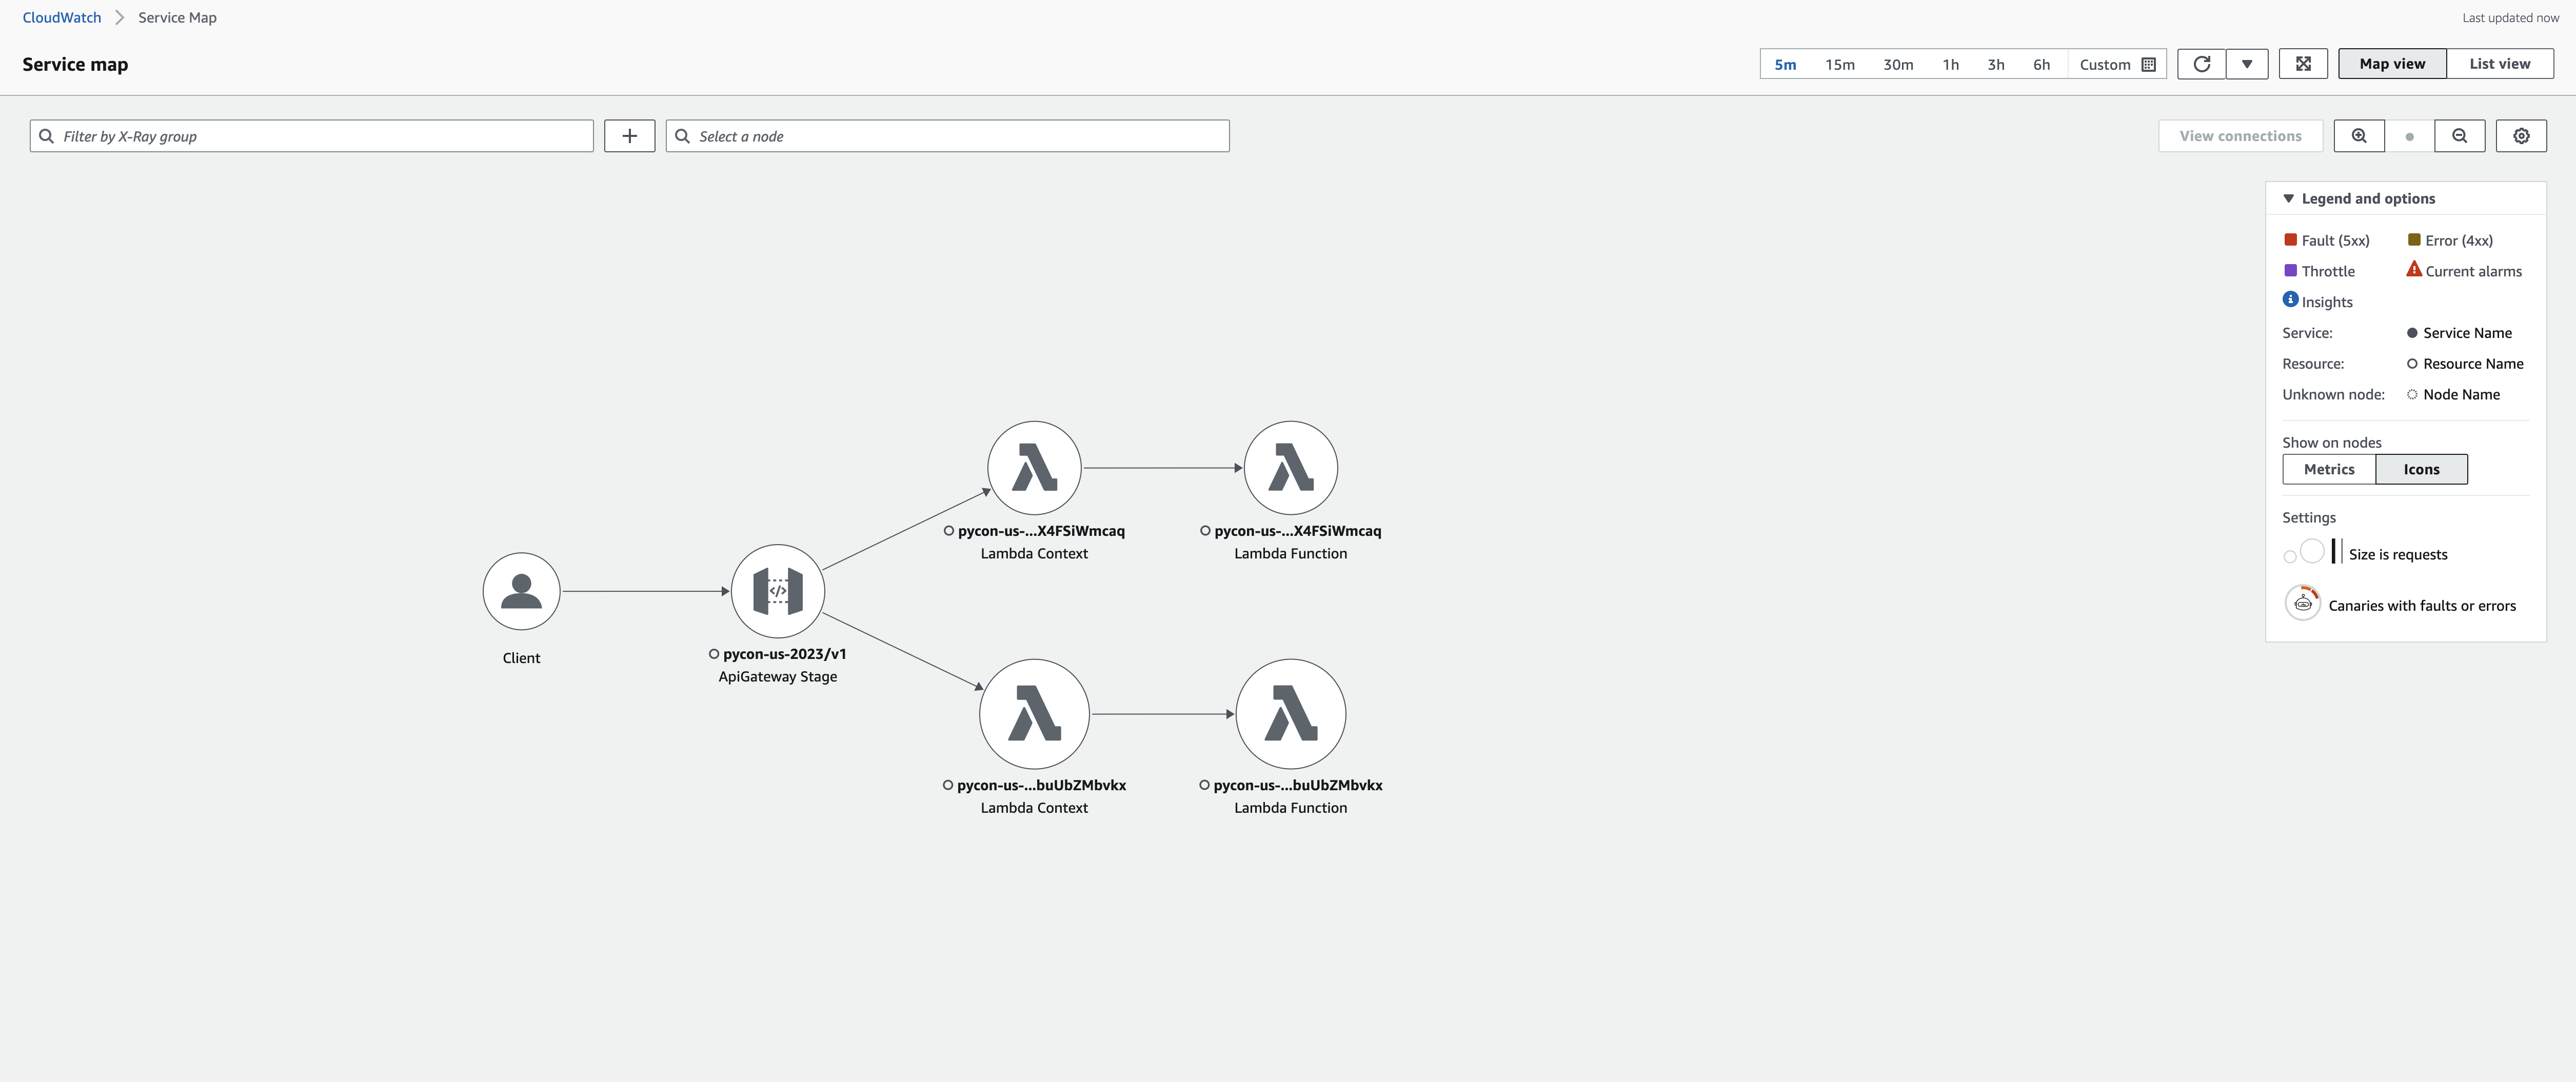 CloudWatch > Service Map
Last updated now
Service map
5m 15m 30m 1h 3h 6h Custom
Map view List view
Filter by X-Ray group
+
Select a node
View connections
Legend and options
Fault (5xx) Error (4xx)
Throttle Current alarms
Insights
Service: Service Name
Resource: Resource Name
Unknown node: Node Name
Show on nodes
Metrics Icons
Settings
Size is requests
Canaries with faults or errors
pycon-us-...X4FSiWmcaq
Lambda Context
pycon-us-...X4FSiWmcaq
Lambda Function
Client
</>
pycon-us-2023/v1
ApiGateway Stage
pycon-us-...buUbZMbvkx
Lambda Context
pycon-us-...buUbZMbvkx
Lambda Function